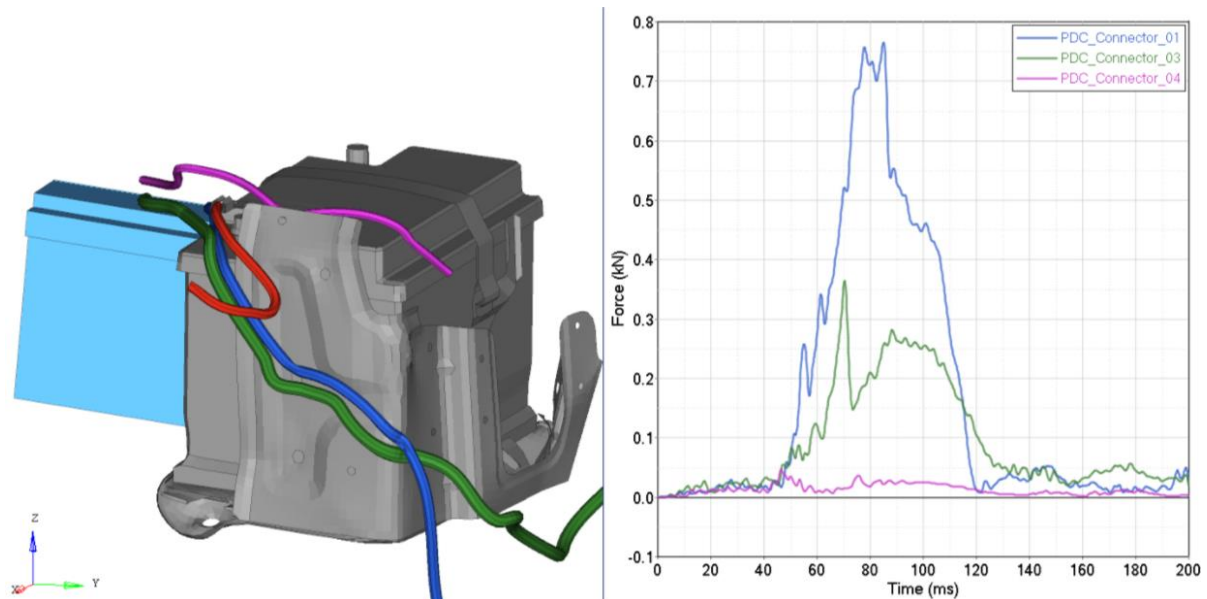 Z
X
Y
PDC_Connector_01
PDC_Connector_03
PDC_Connector_04
Force (kN)
0.8
0.7
0.6
0.5
0.4
0.3
0.2
0.1
0.0
-0.1
0 20 40 60 80 100 120 140 160 180 200
Time (ms)